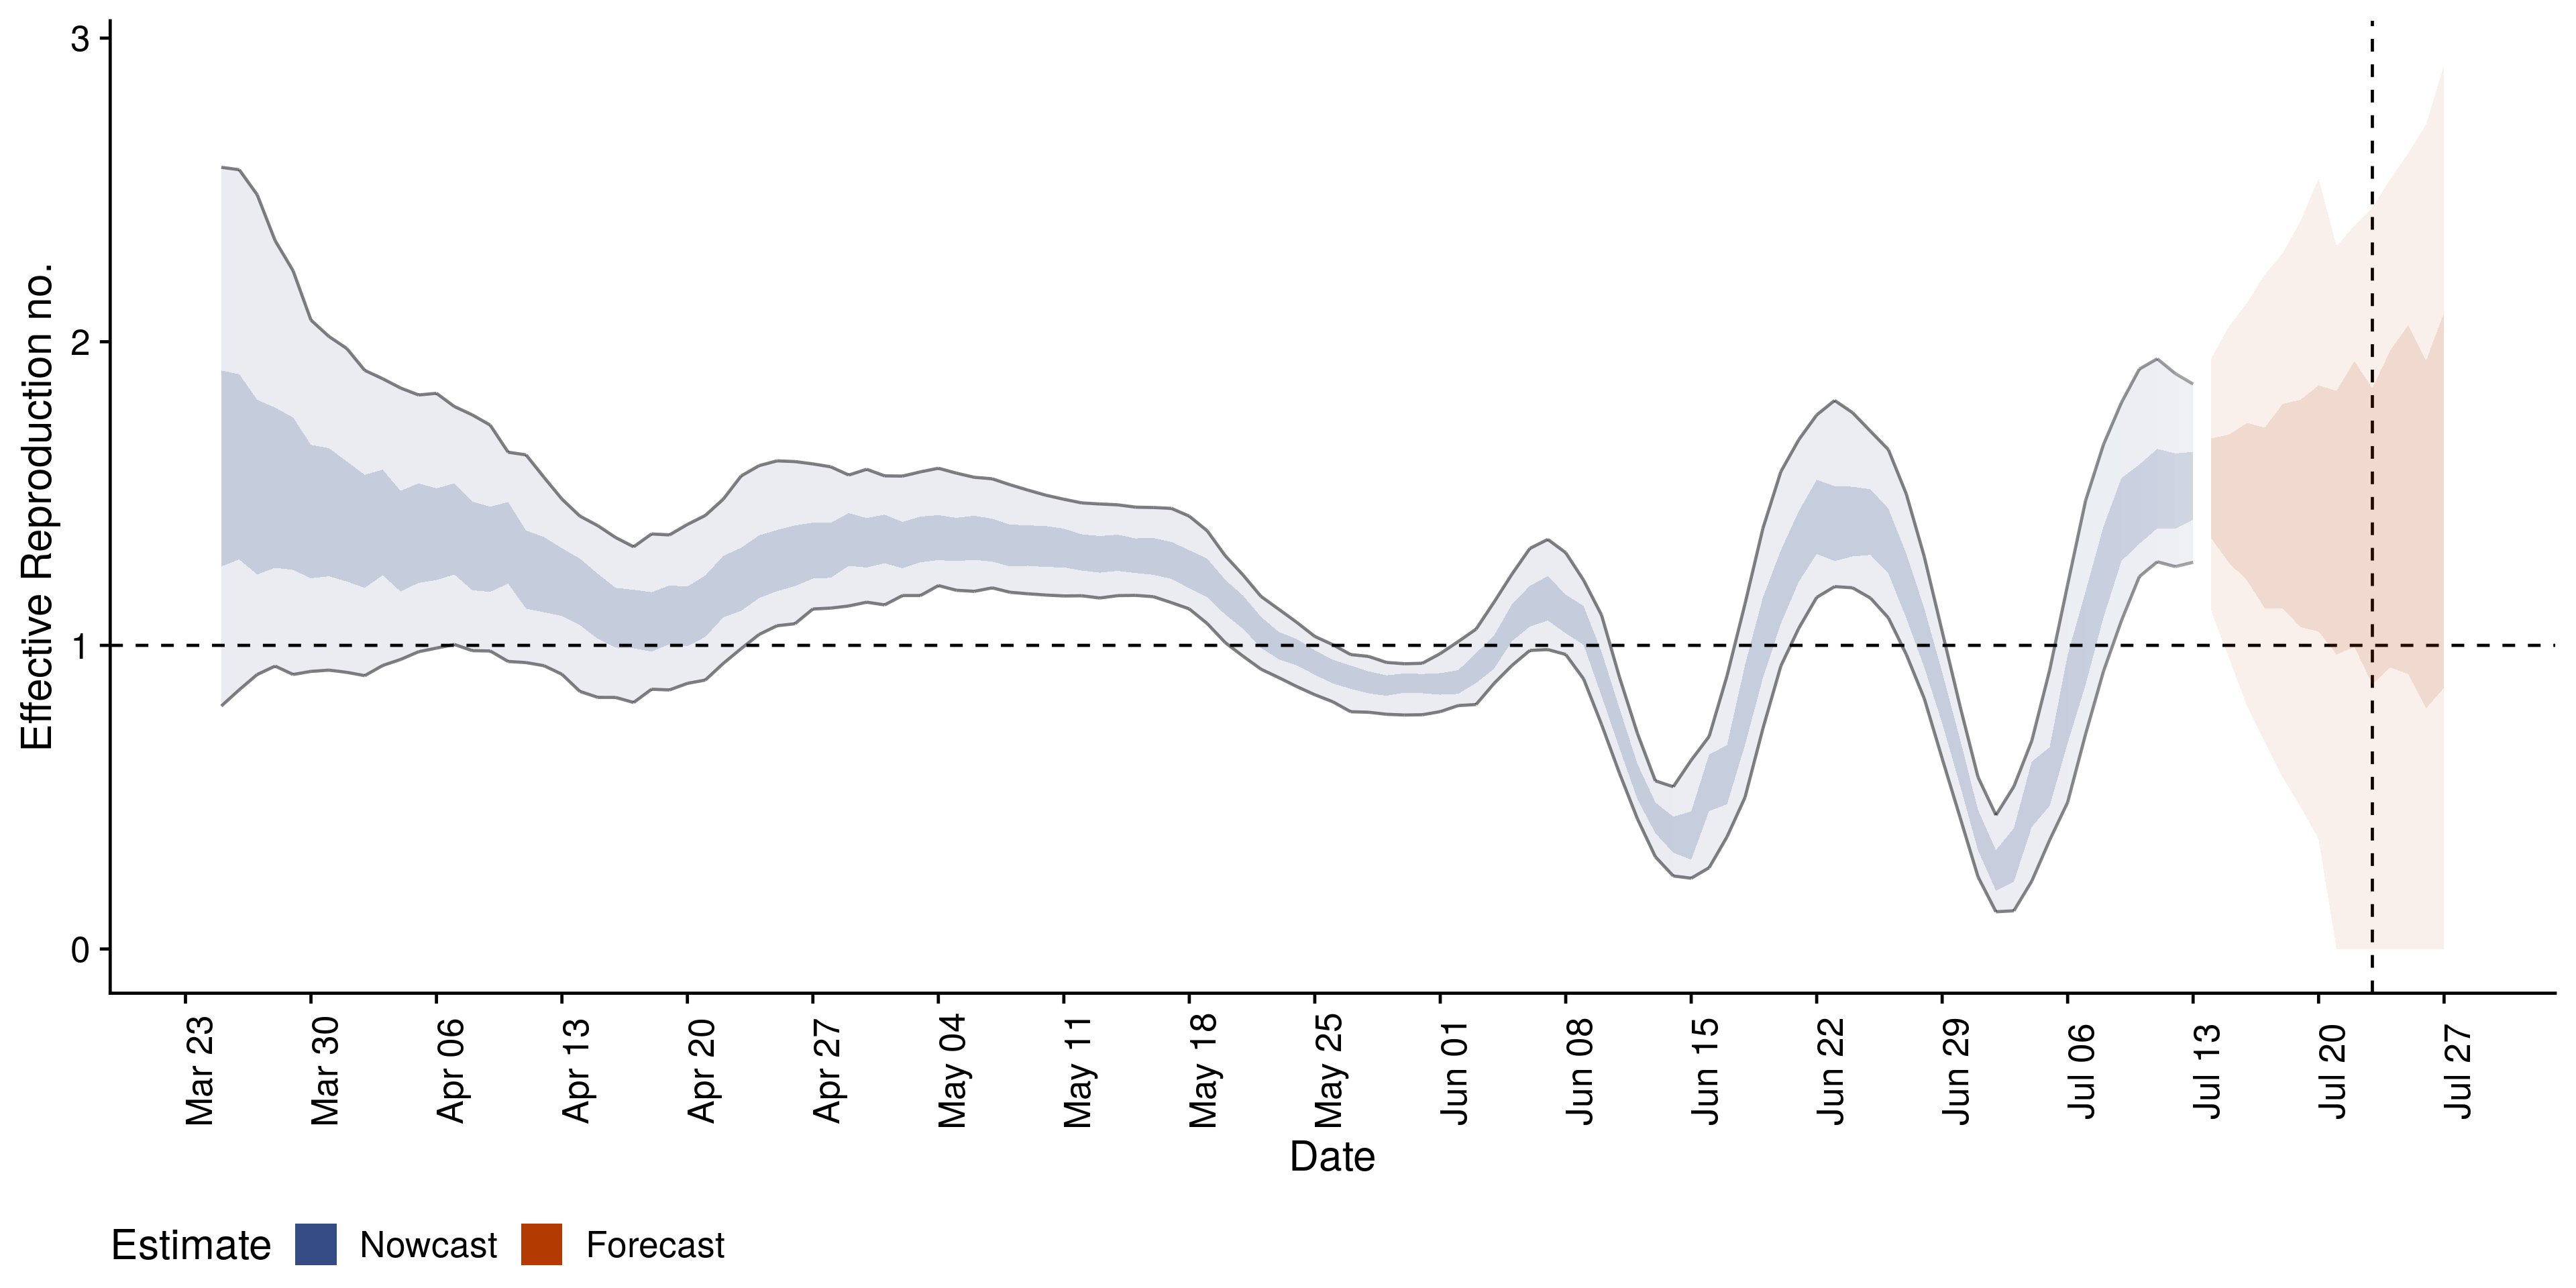 Effective Reproduction no.
3
2
1
0
Mar 23
Mar 30
Apr 06
Apr 13
Apr 20
Apr 27
May 04
May 11
May 18
May 25
Jun 01
Jun 08
Jun 15
Jun 22
Jun 29
Jul 06
Jul 13
Jul 20
Jul 27
Date
Estimate Nowcast Forecast